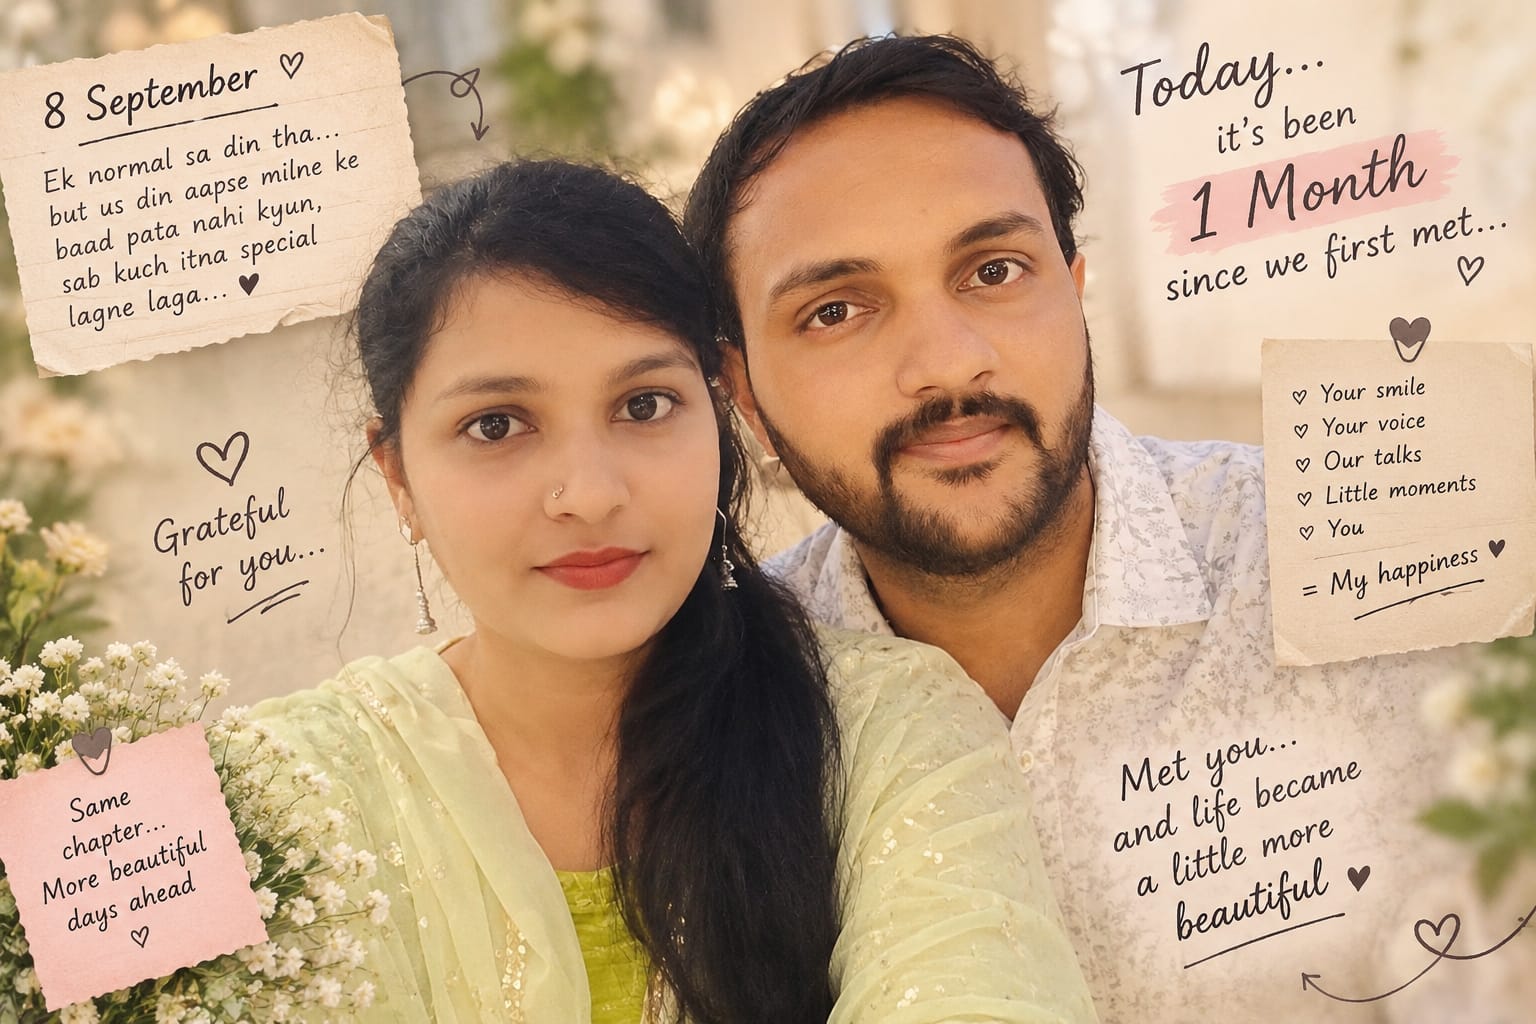 8 September ♡
Ek normal sa din tha...
but us din aapse milne ke
baad pata nahi kyun,
sab kuch itna special
lagne laga... ♥
Today...
it's been
1 Month
since we first met...
♡
♡ Your smile
♡ Your voice
♡ Our talks
♡ Little moments
♡ You
= My happiness ♥
Grateful
for you...
Same
chapter...
More beautiful
days ahead
♡
Met you...
and life became
a little more
beautiful ♥